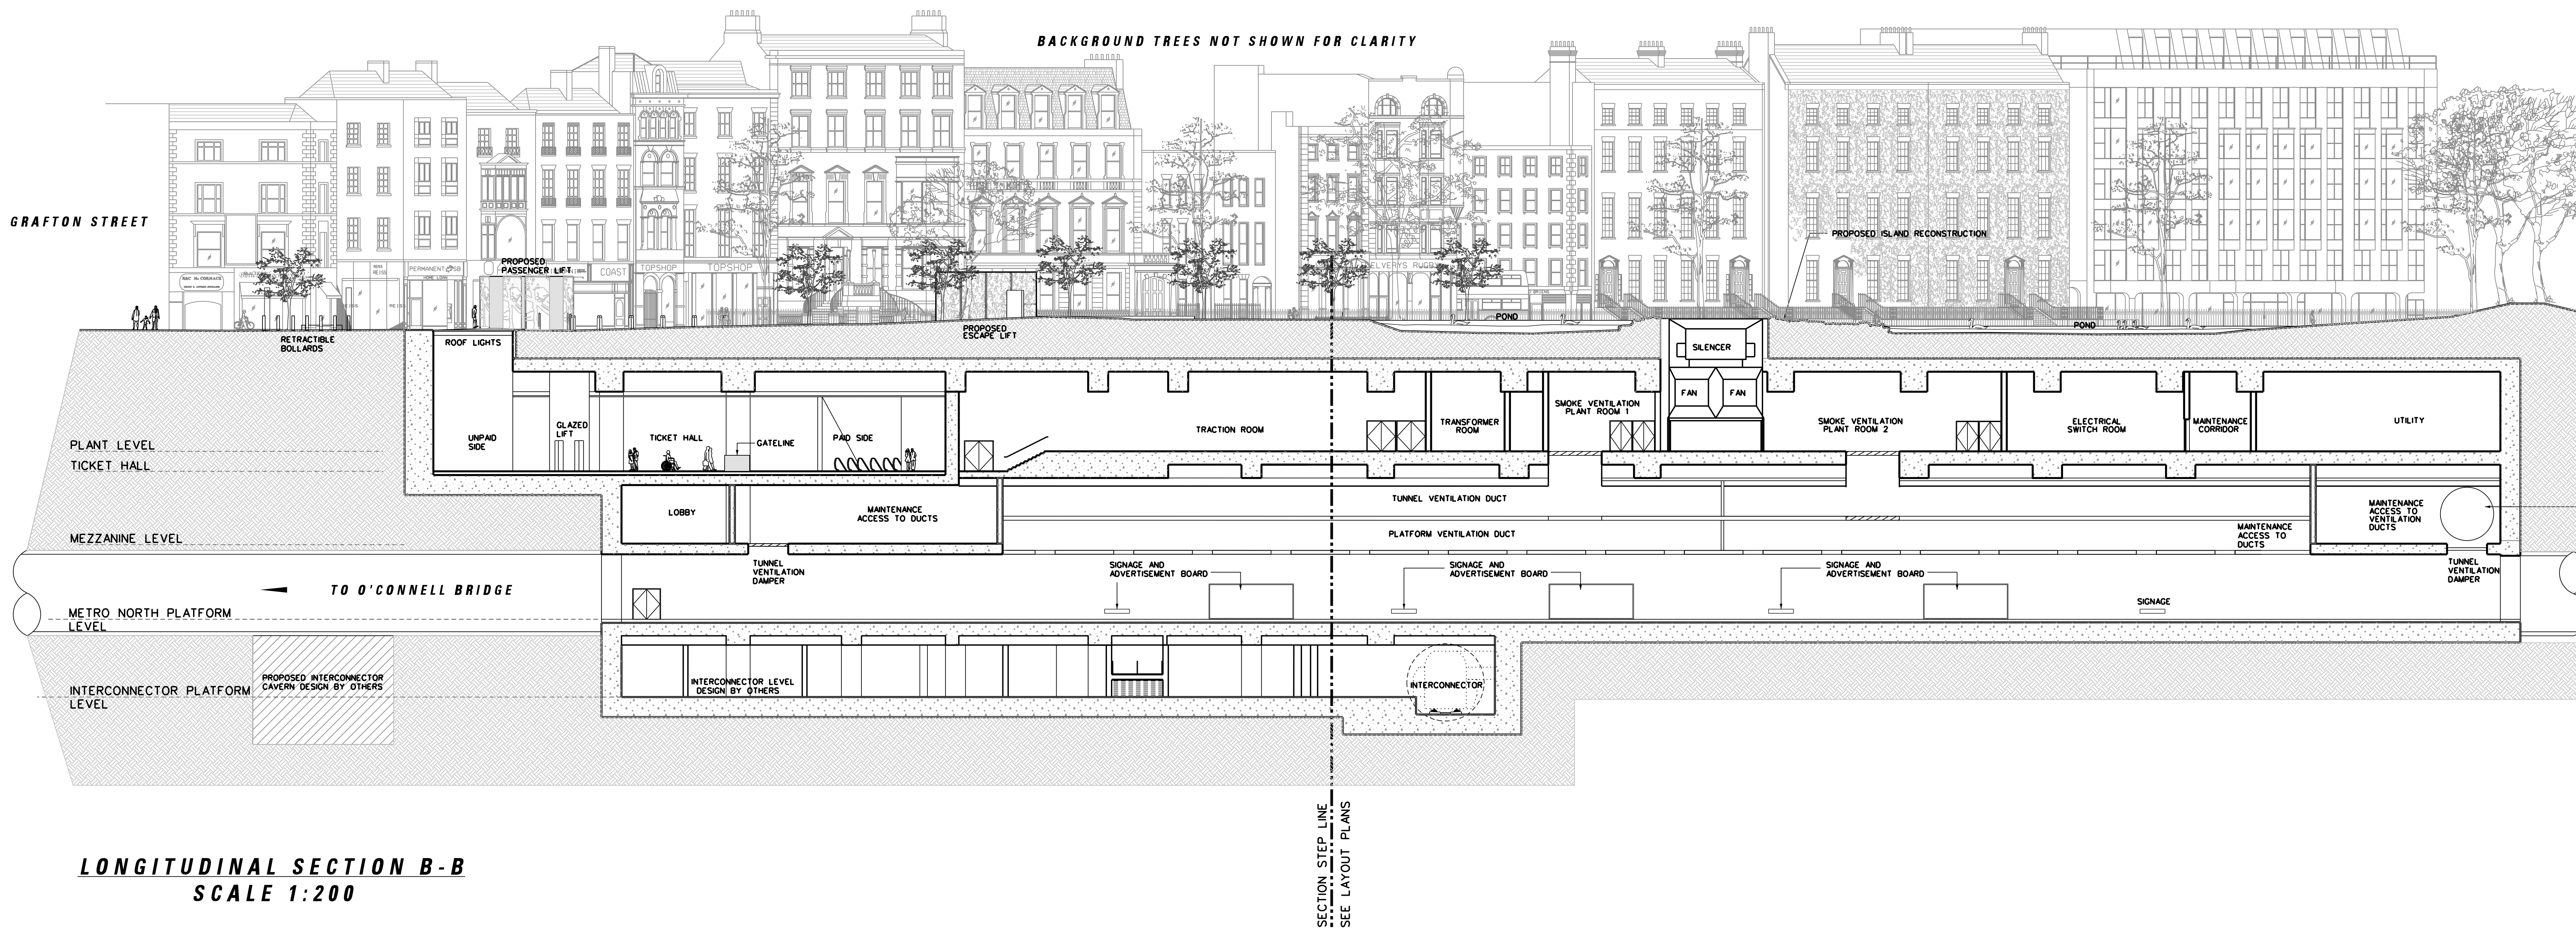 BACKGROUND TREES NOT SHOWN FOR CLARITY
GRAFTON STREET
PROPOSED ISLAND RECONSTRUCTION
PROPOSED
PASSENGER LIFT
PERMANENT SB
HOME LOAN
MISS
REISS
REISS
REISS
COAST
TOPSHOP
TOPSHOP
ELVERYS
RETRACTIBLE
BOLLARDS
PROPOSED
ESCAPE LIFT
POND
POND
ROOF LIGHTS
SILENCER
FAN
FAN
UNPAID
SIDE
GLAZED
LIFT
TICKET HALL
GATELINE
PAID SIDE
TRACTION ROOM
TRANSFORMER
ROOM
SMOKE VENTILATION
PLANT ROOM 1
SMOKE VENTILATION
PLANT ROOM 2
ELECTRICAL
SWITCH ROOM
MAINTENANCE
CORRIDOR
UTILITY
PLANT LEVEL
TICKET HALL
LOBBY
MAINTENANCE
ACCESS TO DUCTS
TUNNEL VENTILATION DUCT
PLATFORM VENTILATION DUCT
MAINTENANCE
ACCESS TO
DUCTS
MAINTENANCE
ACCESS TO
VENTILATION
DUCTS
MEZZANINE LEVEL
TUNNEL
VENTILATION
DAMPER
SIGNAGE AND
ADVERTISEMENT BOARD
SIGNAGE AND
ADVERTISEMENT BOARD
SIGNAGE AND
ADVERTISEMENT BOARD
SIGNAGE
TUNNEL
VENTILATION
DAMPER
TO O'CONNELL BRIDGE
METRO NORTH PLATFORM
LEVEL
PROPOSED INTERCONNECTOR
CAVERN DESIGN BY OTHERS
INTERCONNECTOR LEVEL
DESIGN BY OTHERS
INTERCONNECTOR
INTERCONNECTOR PLATFORM
LEVEL
SECTION STEP LINE
SEE LAYOUT PLANS
LONGITUDINAL SECTION B-B
SCALE 1:200